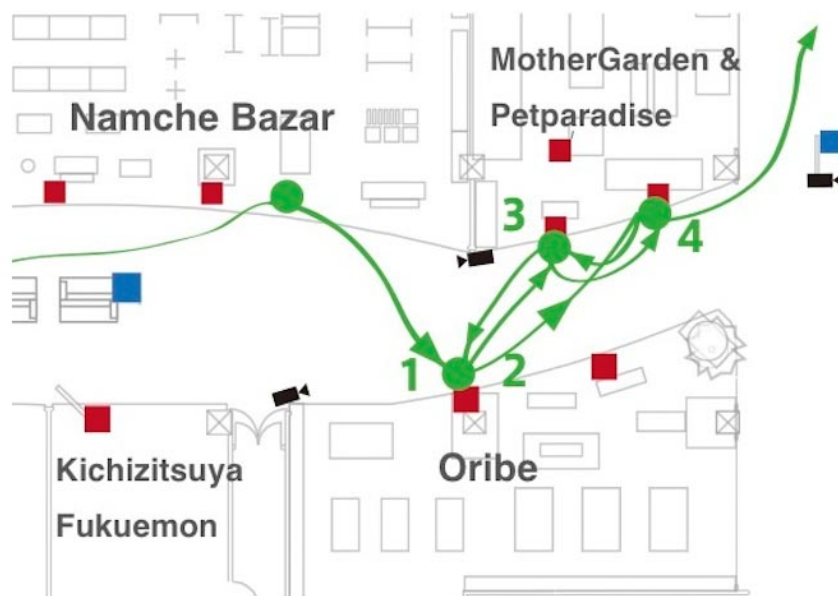 MotherGarden &
Petparadise
Namche Bazar
3
4
1
2
Kichizitsuya
Fukuemon
Oribe